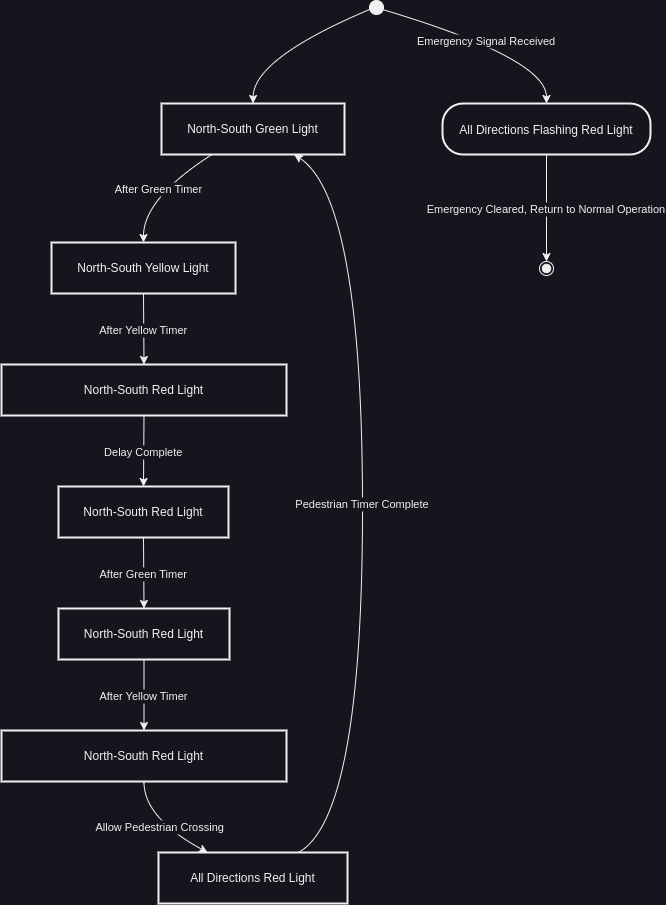 Emergency Signal Received
North-South Green Light
All Directions Flashing Red Light
After Green Timer
Emergency Cleared, Return to Normal Operation
North-South Yellow Light
After Yellow Timer
North-South Red Light
Delay Complete
North-South Red Light
Pedestrian Timer Complete
After Green Timer
North-South Red Light
After Yellow Timer
North-South Red Light
Allow Pedestrian Crossing
All Directions Red Light